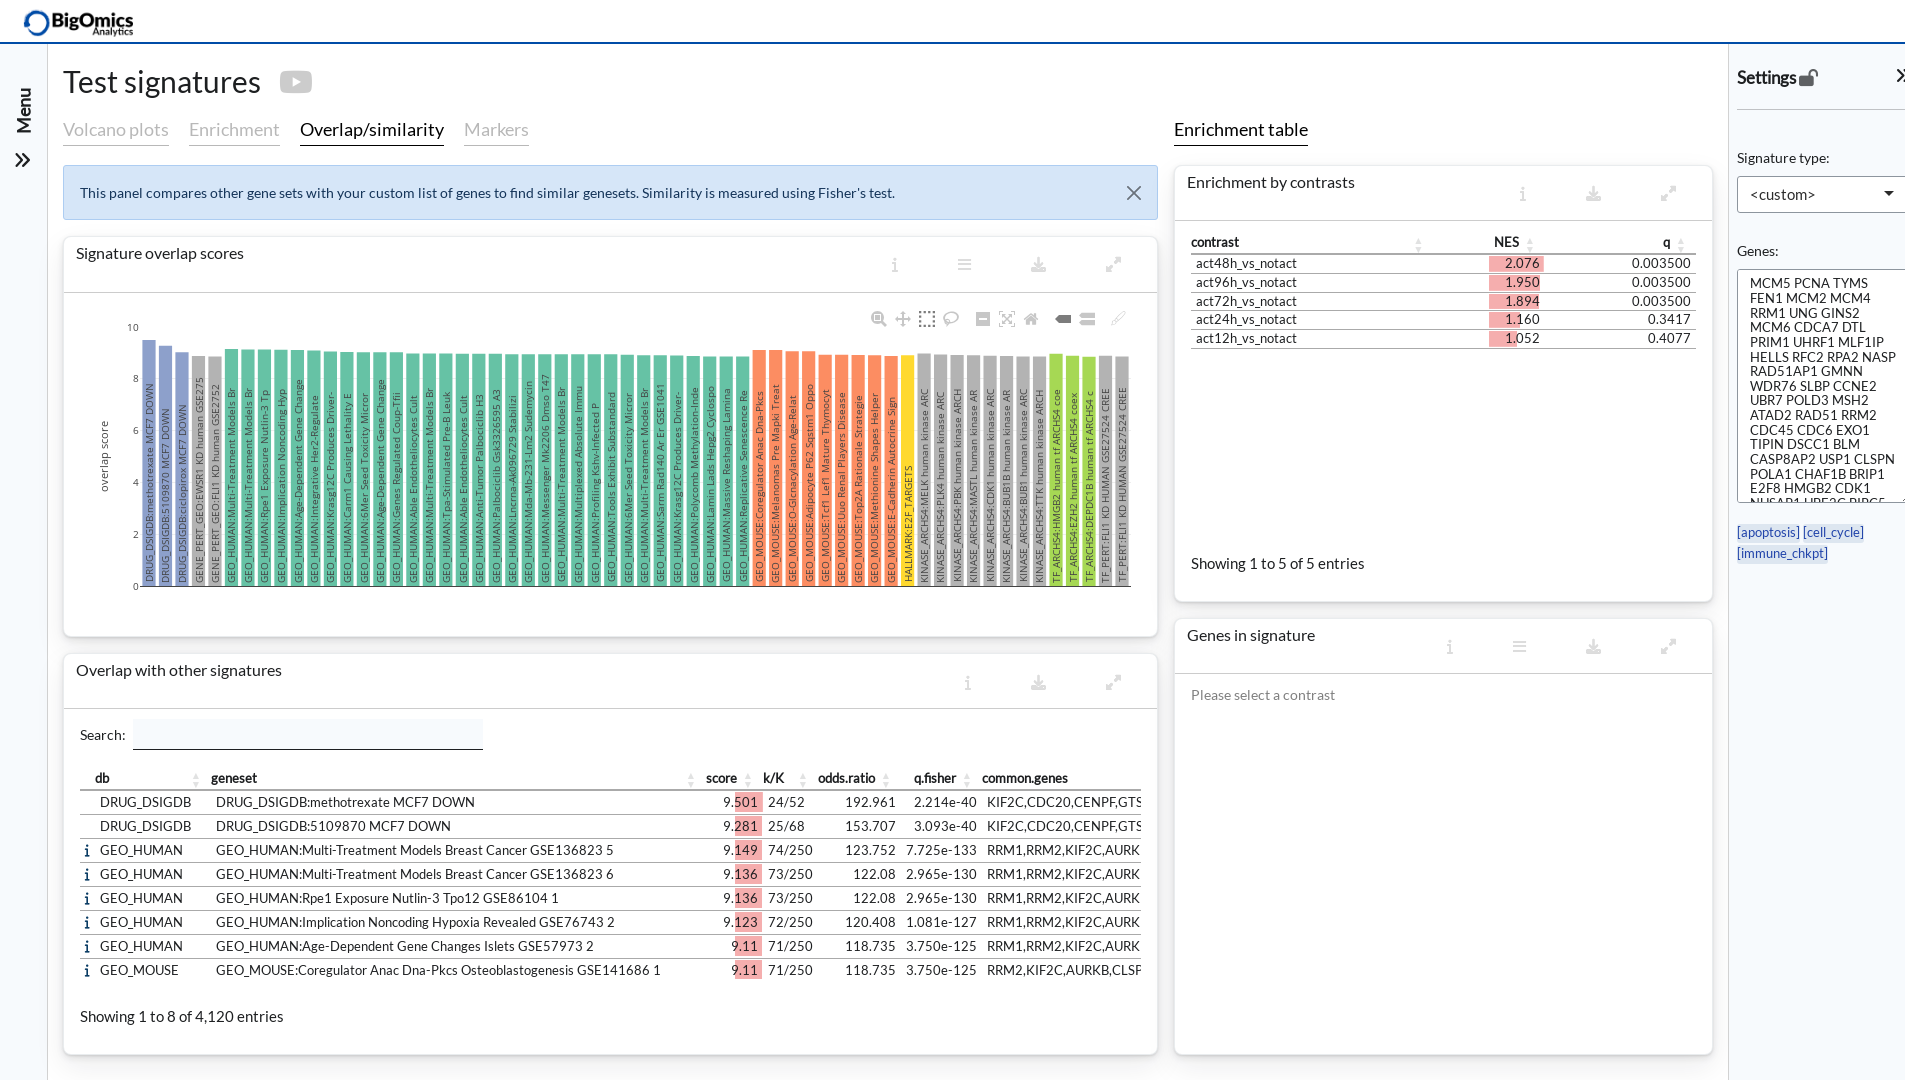 BigOmics
Analytics
Menu
Test signatures
Volcano plots
Enrichment
Overlap/similarity
Markers
This panel compares other gene sets with your custom list of genes to find similar genesets. Similarity is measured using Fisher's test.
Signature overlap scores
overlap score
10
8
6
4
2
0
DRUG_DSIGDB:methotrexate MCF7 DOWN
DRUG_DSIGDB:5109870 MCF7 DOWN
DRUG_DSIGDB:ciclopirox MCF7 DOWN
GENE_PERT_GEO:EWSR1 KD human GSE275
GENE_PERT_GEO:FLI1 KD human GSE2752
GEO_HUMAN:Multi-Treatment Models Br
GEO_HUMAN:Multi-Treatment Models Br
GEO_HUMAN:Rpe1 Exposure Nutlin-3 Tp
GEO_HUMAN:Implication Noncoding Hyp
GEO_HUMAN:Age-Dependent Gene Change
GEO_HUMAN:Integrative Her2-Regulate
GEO_HUMAN:Krasg12C Produces Driver-
GEO_HUMAN:Carm1 Causing Lethality E
GEO_HUMAN:6Mer Seed Toxicity Micror
GEO_HUMAN:Age-Dependent Gene Change
GEO_HUMAN:Genes Regulated Coup-Tfii
GEO_HUMAN:Able Endotheliocytes Cult
GEO_HUMAN:Multi-Treatment Models Br
GEO_HUMAN:Tpa-Stimulated Pre-B Leuk
GEO_HUMAN:Able Endotheliocytes Cult
GEO_HUMAN:Anti-Tumor Palbociclib H3
GEO_HUMAN:Palbociclib Gsk3326595 A3
GEO_HUMAN:Lncrna-Ak096729 Stabilizi
GEO_HUMAN:Mda-Mb-231-Lm2 Sudemycin
GEO_HUMAN:Messenger Mk2206 Dmso T47
GEO_HUMAN:Multi-Treatment Models Br
GEO_HUMAN:Multiplexed Absolute Immu
GEO_HUMAN:Profiling Kshv-Infected P
GEO_HUMAN:Tools Exhibit Substandard
GEO_HUMAN:6Mer Seed Toxicity Micror
GEO_HUMAN:Multi-Treatment Models Br
GEO_HUMAN:Sarm Rad140 Ar Er GSE1041
GEO_HUMAN:Krasg12C Produces Driver-
GEO_HUMAN:Polycomb Methylation-Inde
GEO_HUMAN:Lamin Lads Hepg2 Cyclospo
GEO_HUMAN:Massive Reshaping Lamina
GEO_HUMAN:Replicative Senescence Re
GEO_MOUSE:Coregulator Anac Dna-Pkcs
GEO_MOUSE:Melanomas Pre Mapki Treat
GEO_MOUSE:O-Glcnacylation Age-Relat
GEO_MOUSE:Adipocyte P62 Sqstm1 Oppo
GEO_MOUSE:Tcf1 Lef1 Mature Thymocyt
GEO_MOUSE:Uuo Renal Players Disease
GEO_MOUSE:Top2A Rationale Strategie
GEO_MOUSE:Methionine Shapes Helper
GEO_MOUSE:E-Cadherin Autocrine Sign
HALLMARK:E2F_TARGETS
KINASE_ARCHS4:MELK human kinase ARC
KINASE_ARCHS4:PLK4 human kinase ARC
KINASE_ARCHS4:PBK human kinase ARCH
KINASE_ARCHS4:MASTL human kinase AR
KINASE_ARCHS4:CDK1 human kinase ARC
KINASE_ARCHS4:BUB1B human kinase AR
KINASE_ARCHS4:BUB1 human kinase ARC
KINASE_ARCHS4:TTK human kinase ARCH
TF_ARCHS4:HMGB2 human tf ARCHS4 coe
TF_ARCHS4:EZH2 human tf ARCHS4 coex
TF_ARCHS4:DEPDC1B human tf ARCHS4 c
TF_PERT:FLI1 KD HUMAN GSE27524 CREE
TF_PERT:FLI1 KD HUMAN GSE27524 CREE
Overlap with other signatures
Search:
db geneset score k/K odds.ratio q.fisher common.genes
DRUG_DSIGDB DRUG_DSIGDB:methotrexate MCF7 DOWN 9.501 24/52 192.961 2.214e-40 KIF2C,CDC20,CENPF,GTS
DRUG_DSIGDB DRUG_DSIGDB:5109870 MCF7 DOWN 9.281 25/68 153.707 3.093e-40 KIF2C,CDC20,CENPF,GTS
GEO_HUMAN GEO_HUMAN:Multi-Treatment Models Breast Cancer GSE136823 5 9.149 74/250 123.752 7.725e-133 RRM1,RRM2,KIF2C,AURK
GEO_HUMAN GEO_HUMAN:Multi-Treatment Models Breast Cancer GSE136823 6 9.136 73/250 122.08 2.965e-130 RRM1,RRM2,KIF2C,AURK
GEO_HUMAN GEO_HUMAN:Rpe1 Exposure Nutlin-3 Tpo12 GSE86104 1 9.136 73/250 122.08 2.965e-130 RRM1,RRM2,KIF2C,AURK
GEO_HUMAN GEO_HUMAN:Implication Noncoding Hypoxia Revealed GSE76743 2 9.123 72/250 120.408 1.081e-127 RRM1,RRM2,KIF2C,AURK
GEO_HUMAN GEO_HUMAN:Age-Dependent Gene Changes Islets GSE57973 2 9.11 71/250 118.735 3.750e-125 RRM1,RRM2,KIF2C,AURK
GEO_MOUSE GEO_MOUSE:Coregulator Anac Dna-Pkcs Osteoblastogenesis GSE141686 1 9.11 71/250 118.735 3.750e-125 RRM2,KIF2C,AURKB,CLSP
Showing 1 to 8 of 4,120 entries
Enrichment table
Enrichment by contrasts
contrast NES q
act48h_vs_notact 2.076 0.003500
act96h_vs_notact 1.950 0.003500
act72h_vs_notact 1.894 0.003500
act24h_vs_notact 1.160 0.3417
act12h_vs_notact 1.052 0.4077
Showing 1 to 5 of 5 entries
Genes in signature
Please select a contrast
Settings
Signature type:
<custom>
Genes:
MCM5 PCNA TYMS
FEN1 MCM2 MCM4
RRM1 UNG GINS2
MCM6 CDCA7 DTL
PRIM1 UHRF1 MLF1IP
HELLS RFC2 RPA2 NASP
RAD51AP1 GMNN
WDR76 SLBP CCNE2
UBR7 POLD3 MSH2
ATAD2 RAD51 RRM2
CDC45 CDC6 EXO1
TIPIN DSCC1 BLM
CASP8AP2 USP1 CLSPN
POLA1 CHAF1B BRIP1
E2F8 HMGB2 CDK1
[apoptosis] [cell_cycle]
[immune_chkpt]